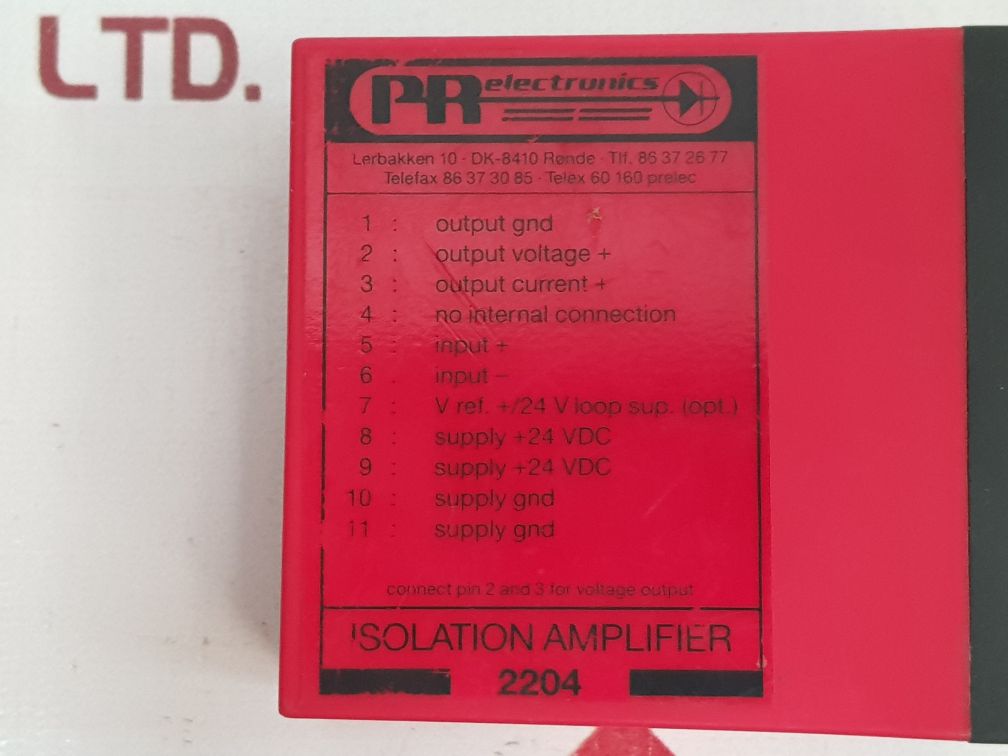 LTD.
PR electronics
Lerbakken 10 - DK-8410 Rønde - Tlf. 86 37 26 77
Telefax 86 37 30 85 - Telex 60 160 prelec
1 : output gnd
2 : output voltage +
3 : output current +
4 : no internal connection
5 : input +
6 : input –
7 : V ref. +/24 V loop sup. (opt.)
8 : supply +24 VDC
9 : supply +24 VDC
10 : supply gnd
11 : supply gnd
connect pin 2 and 3 for voltage output
ISOLATION AMPLIFIER
2204